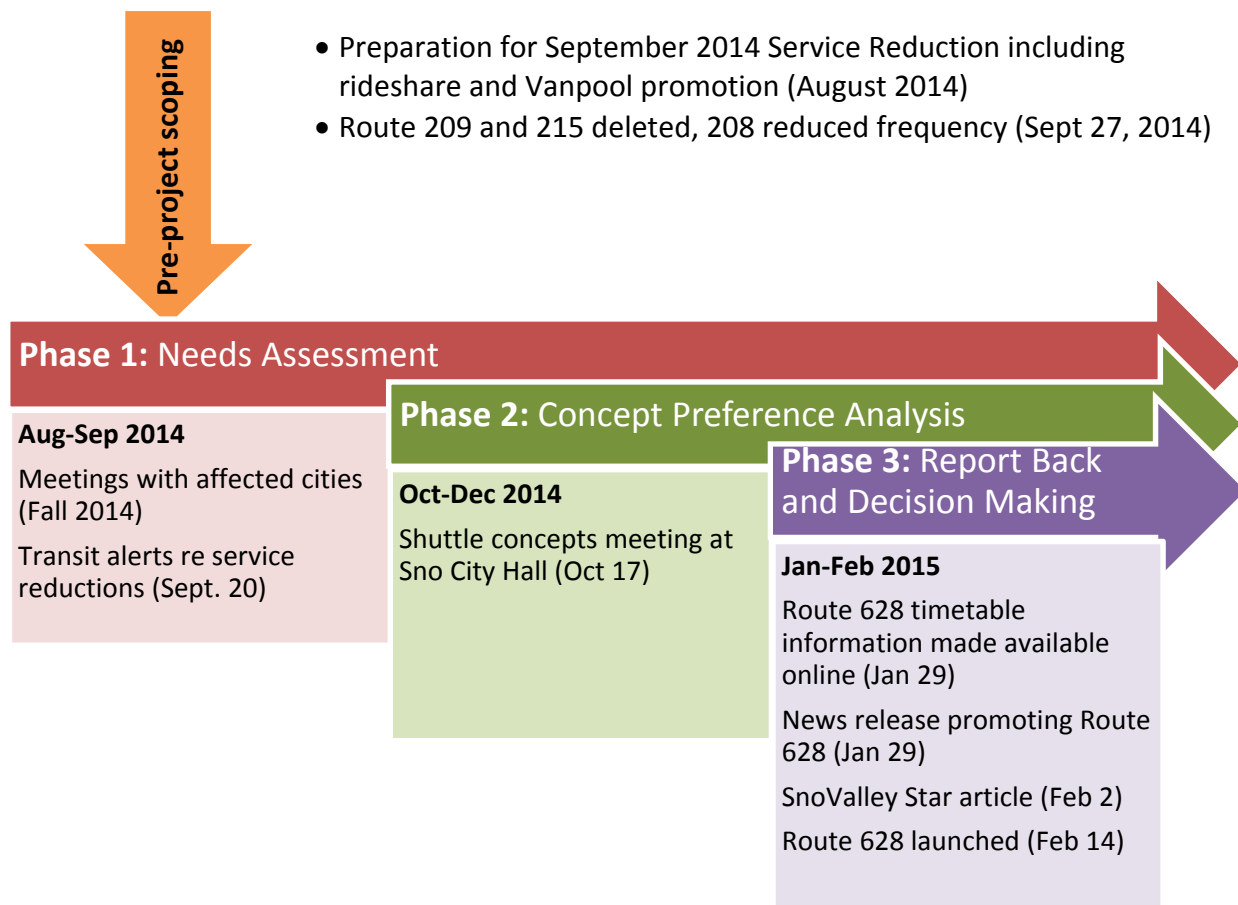 Pre-project scoping
• Preparation for September 2014 Service Reduction including
rideshare and Vanpool promotion (August 2014)
• Route 209 and 215 deleted, 208 reduced frequency (Sept 27, 2014)
Phase 1: Needs Assessment
Aug-Sep 2014
Meetings with affected cities
(Fall 2014)
Transit alerts re service
reductions (Sept. 20)
Phase 2: Concept Preference Analysis
Oct-Dec 2014
Shuttle concepts meeting at
Sno City Hall (Oct 17)
Phase 3: Report Back
and Decision Making
Jan-Feb 2015
Route 628 timetable
information made available
online (Jan 29)
News release promoting Route
628 (Jan 29)
SnoValley Star article (Feb 2)
Route 628 launched (Feb 14)